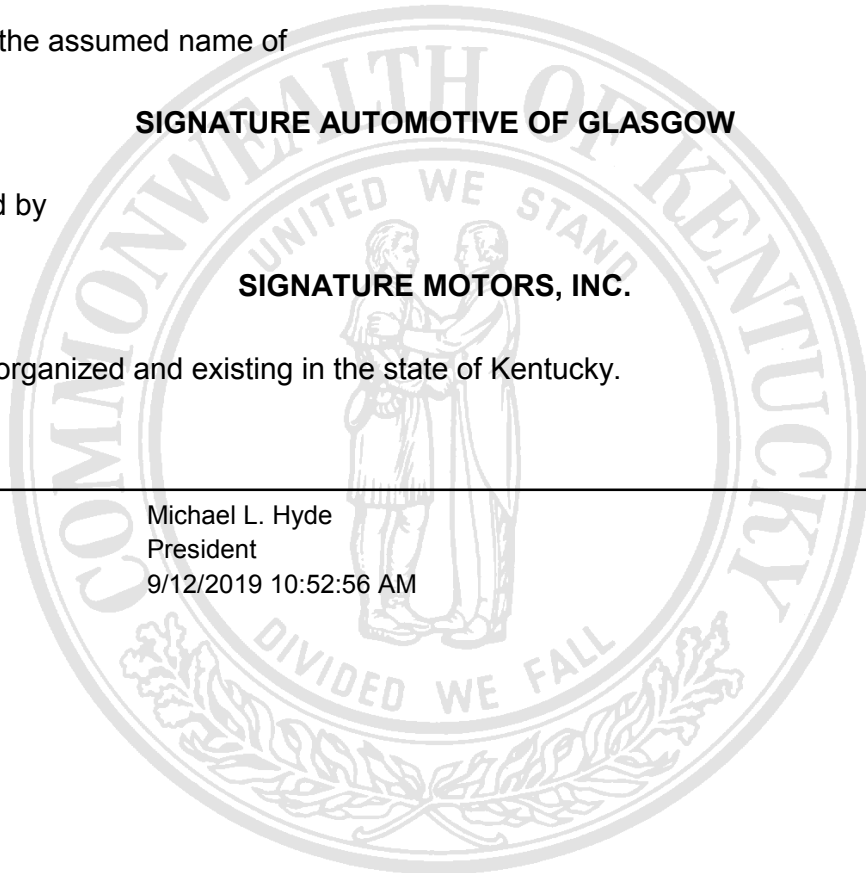 the assumed name of
SIGNATURE AUTOMOTIVE OF GLASGOW
d by
SIGNATURE MOTORS, INC.
organized and existing in the state of Kentucky.
Michael L. Hyde
President
9/12/2019 10:52:56 AM
COMMONWEALTH OF KENTUCKY
UNITED WE STAND
DIVIDED WE FALL